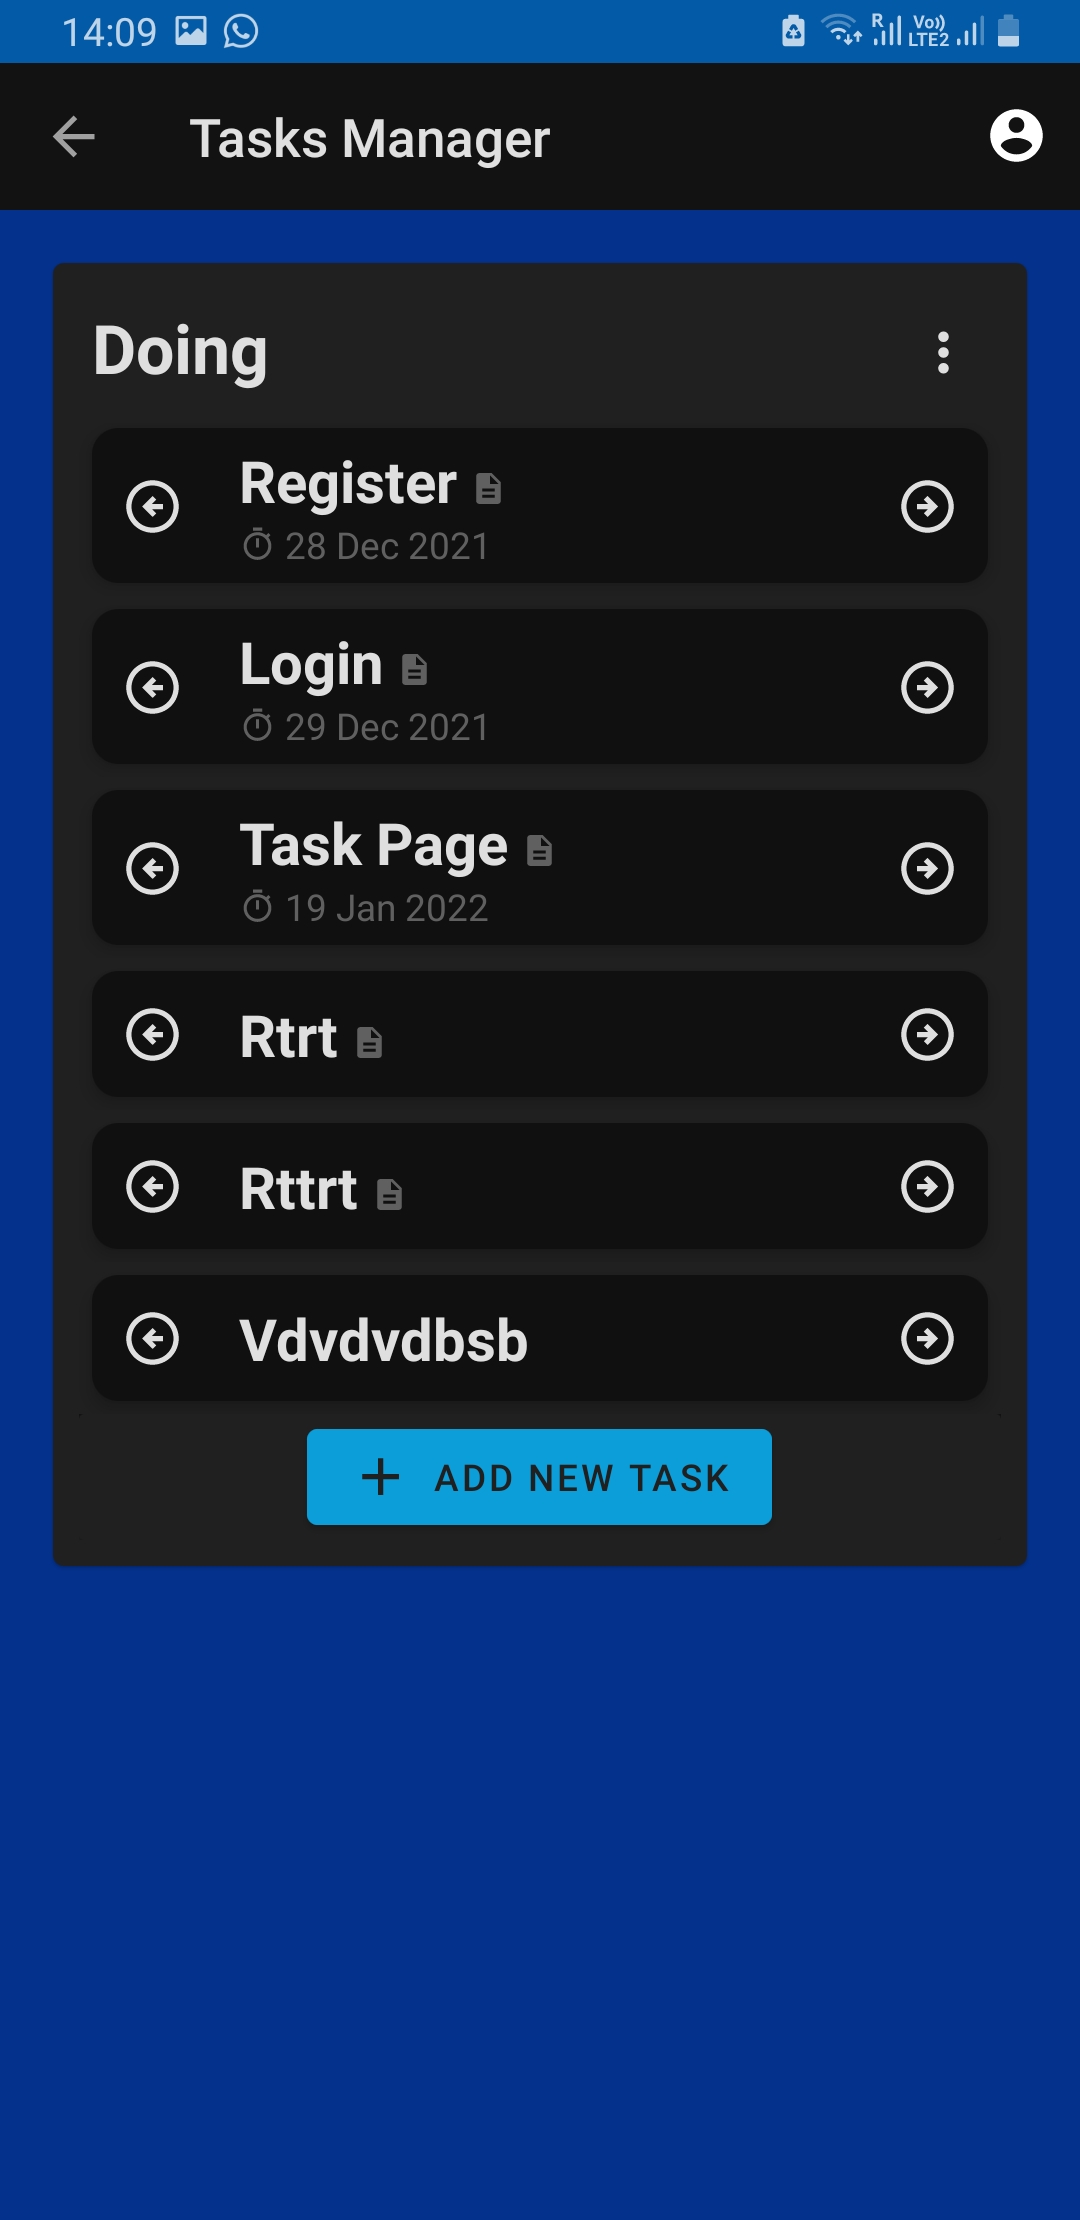 14:09
R Vo)) LTE2
Tasks Manager
Doing
Register
28 Dec 2021
Login
29 Dec 2021
Task Page
19 Jan 2022
Rtrt
Rttrt
Vdvdvdbsb
ADD NEW TASK